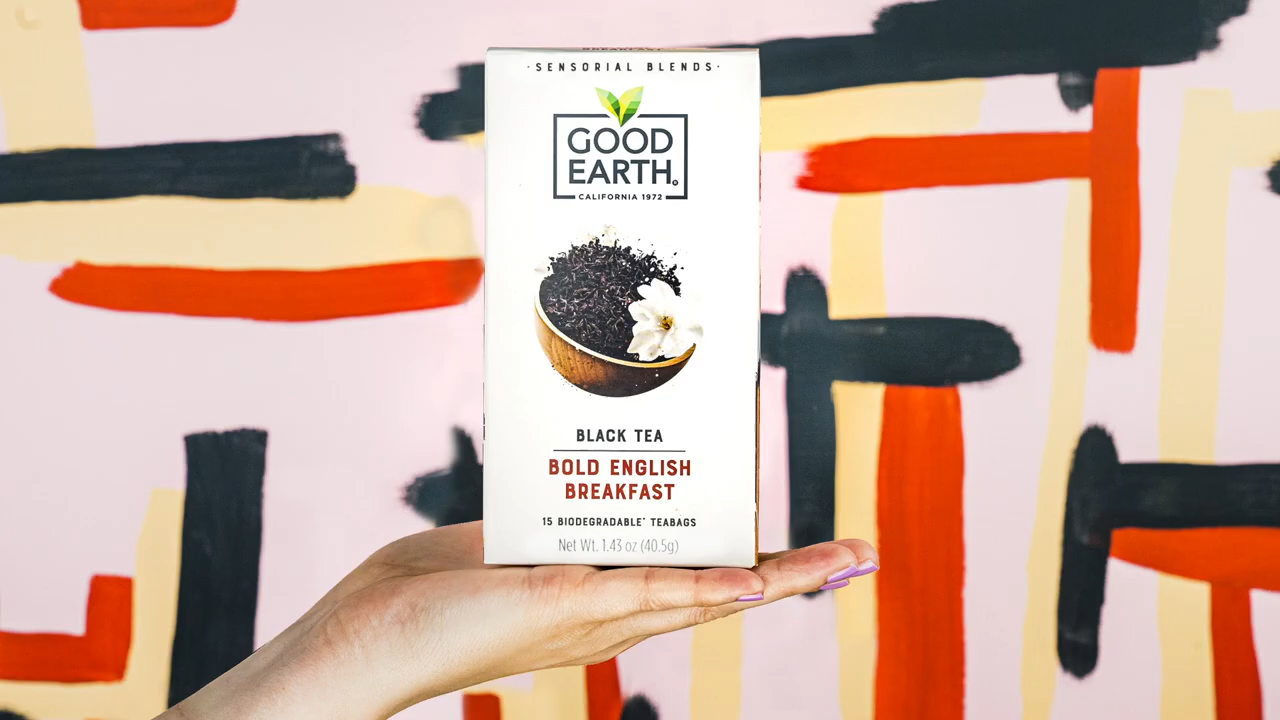 ·SENSORIAL BLENDS·
GOOD
EARTH®
CALIFORNIA 1972
BLACK TEA
BOLD ENGLISH
BREAKFAST
15 BIODEGRADABLE* TEABAGS
Net Wt. 1.43 oz (40.5g)